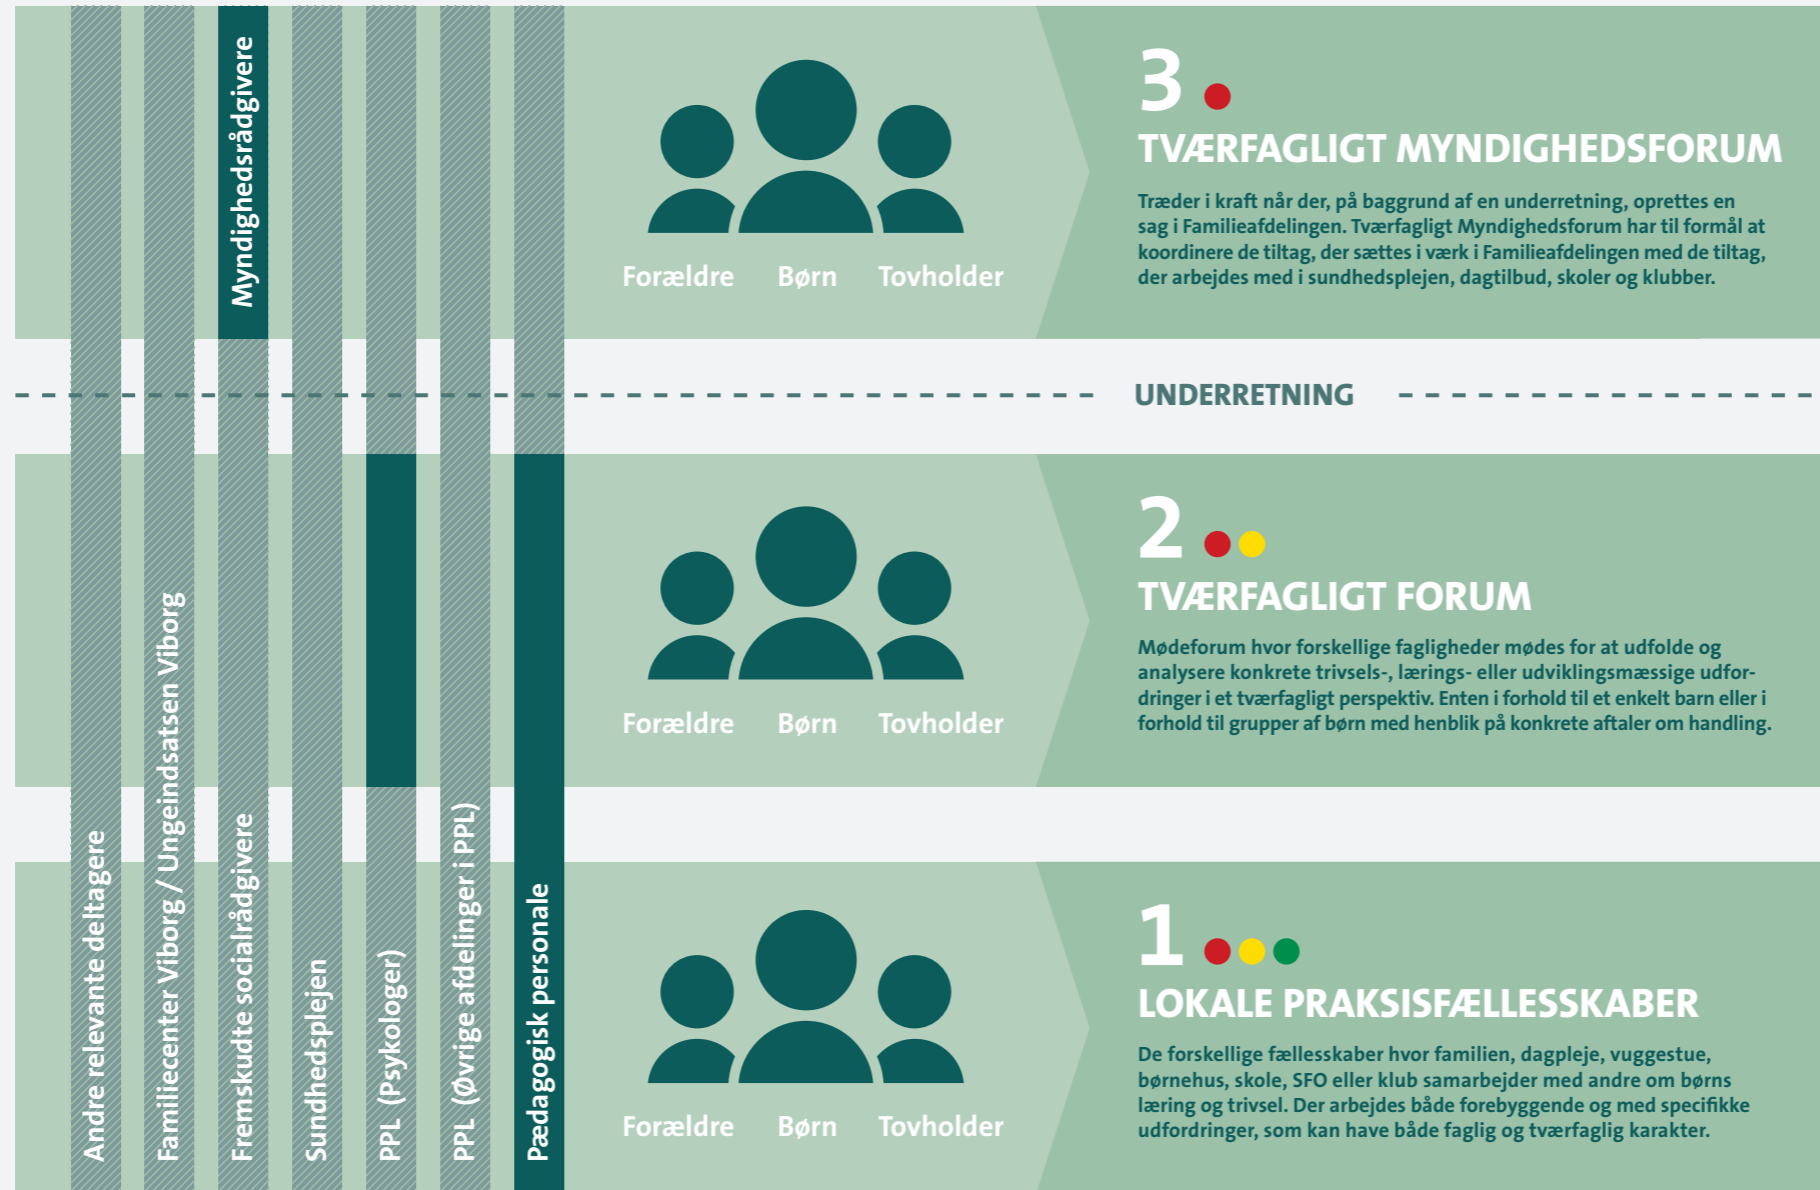 Myndighedsrådgivere
Andre relevante deltagere
Familiecenter Viborg / Ungeindsatsen Viborg
Fremskudte socialrådgivere
Sundhedsplejen
PPL (Psykologer)
PPL (Øvrige afdelinger i PPL)
Pædagogisk personale
Forældre Børn Tovholder
3
TVÆRFAGLIGT MYNDIGHEDSFORUM
Træder i kraft når der, på baggrund af en underretning, oprettes en
sag i Familieafdelingen. Tværfagligt Myndighedsforum har til formål at
koordinere de tiltag, der sættes i værk i Familieafdelingen med de tiltag,
der arbejdes med i sundhedsplejen, dagtilbud, skoler og klubber.
UNDERRETNING
Forældre Børn Tovholder
2
TVÆRFAGLIGT FORUM
Mødeforum hvor forskellige fagligheder mødes for at udfolde og
analysere konkrete trivsels-, lærings- eller udviklingsmæssige udfor-
dringer i et tværfagligt perspektiv. Enten i forhold til et enkelt barn eller i
forhold til grupper af børn med henblik på konkrete aftaler om handling.
Forældre Børn Tovholder
1
LOKALE PRAKSISFÆLLESSKABER
De forskellige fællesskaber hvor familien, dagpleje, vuggestue,
børnehus, skole, SFO eller klub samarbejder med andre om børns
læring og trivsel. Der arbejdes både forebyggende og med specifikke
udfordringer, som kan have både faglig og tværfaglig karakter.